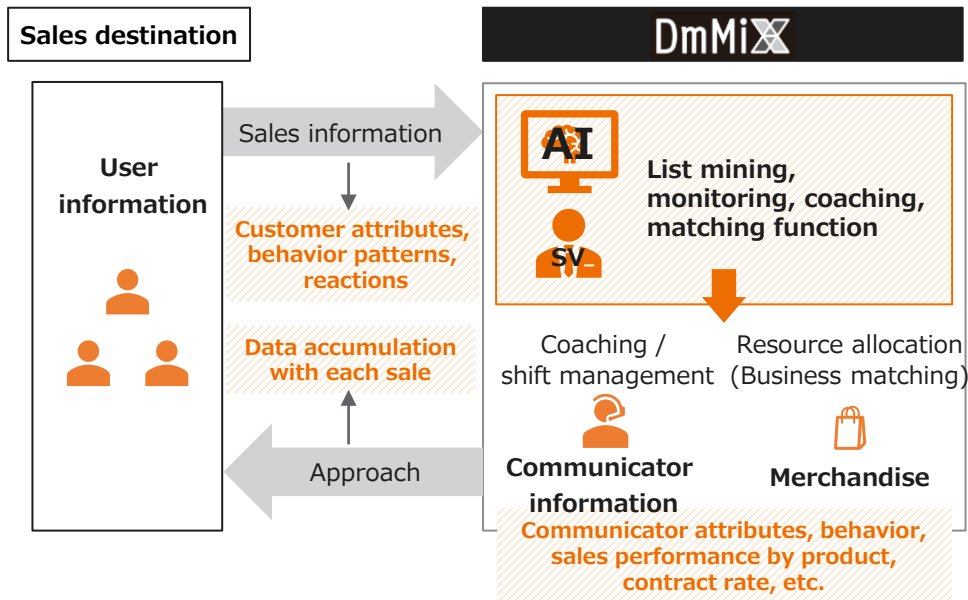 Sales destination
DmMiX
User
information
Sales information
Customer attributes,
behavior patterns,
reactions
Data accumulation
with each sale
Approach
AI
SV
List mining,
monitoring, coaching,
matching function
Coaching /
shift management
Resource allocation
(Business matching)
Communicator
information
Merchandise
Communicator attributes, behavior,
sales performance by product,
contract rate, etc.